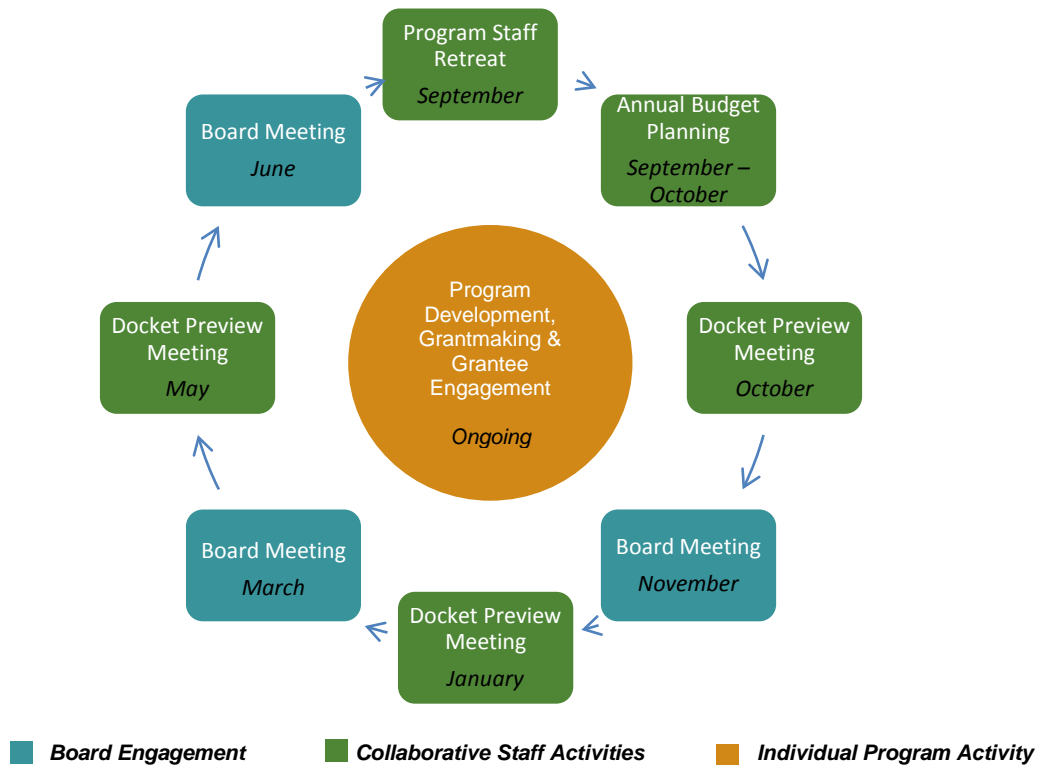 Program Staff
Retreat
September
Annual Budget
Planning
September –
October
Docket Preview
Meeting
October
Board Meeting
November
Docket Preview
Meeting
January
Board Meeting
March
Docket Preview
Meeting
May
Board Meeting
June
Program
Development,
Grantmaking &
Grantee
Engagement
Ongoing
Board Engagement
Collaborative Staff Activities
Individual Program Activity